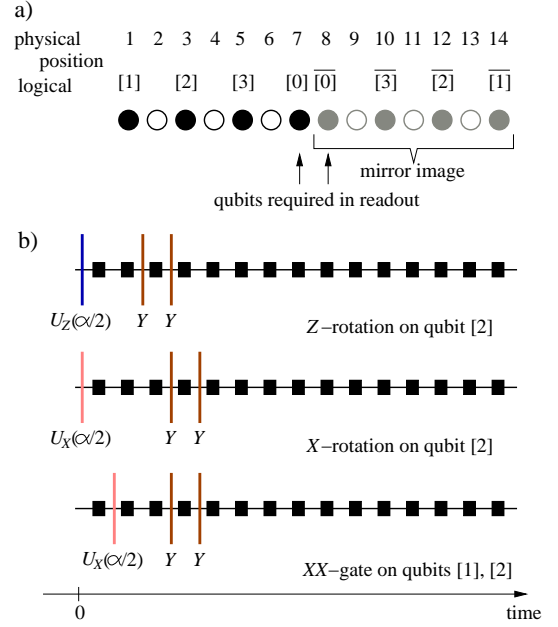 a)
physical 1 2 3 4 5 6 7 8 9 10 11 12 13 14
position
logical [1] [2] [3] [0] [0̅] [3̅] [2̅] [1̅]
mirror image
qubits required in readout
b)
U_Z(∝/2) Y Y
Z−rotation on qubit [2]
U_X(∝/2) Y Y
X−rotation on qubit [2]
U_X(∝/2) Y Y
XX−gate on qubits [1], [2]
0 time